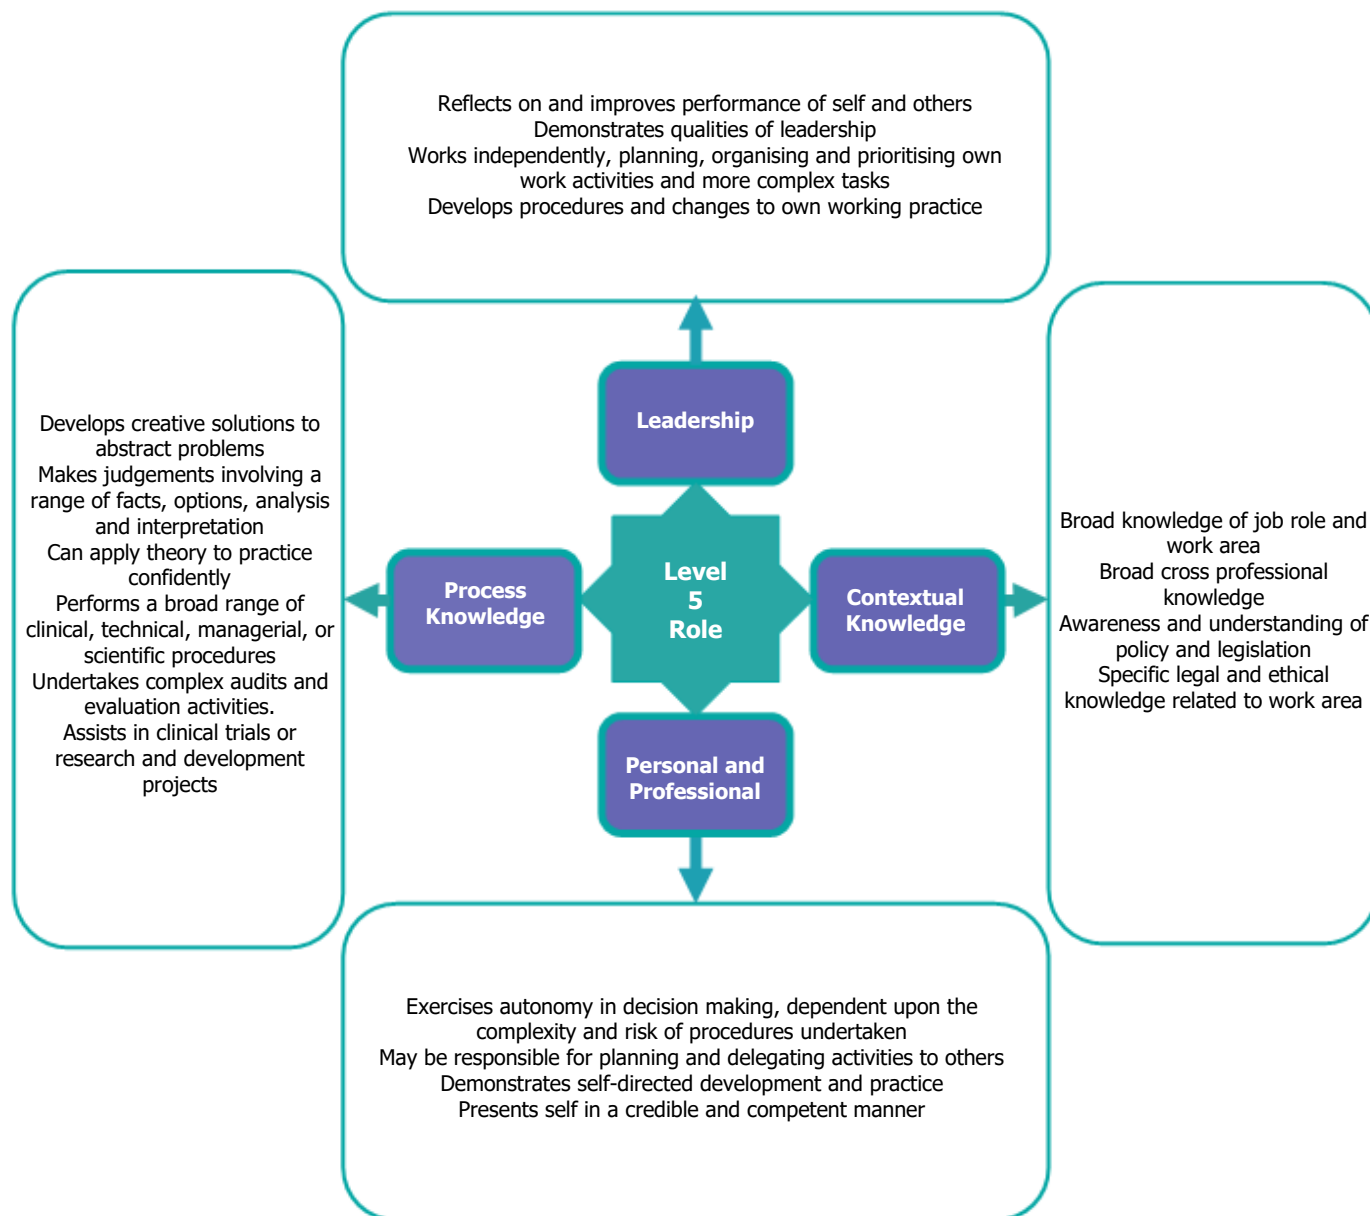 Reflects on and improves performance of self and others
Demonstrates qualities of leadership
Works independently, planning, organising and prioritising own
work activities and more complex tasks
Develops procedures and changes to own working practice
Leadership
Develops creative solutions to
abstract problems
Makes judgements involving a
range of facts, options, analysis
and interpretation
Can apply theory to practice
confidently
Performs a broad range of
clinical, technical, managerial, or
scientific procedures
Undertakes complex audits and
evaluation activities.
Assists in clinical trials or
research and development
projects
Process
Knowledge
Level
5
Role
Contextual
Knowledge
Broad knowledge of job role and
work area
Broad cross professional
knowledge
Awareness and understanding of
policy and legislation
Specific legal and ethical
knowledge related to work area
Personal and
Professional
Exercises autonomy in decision making, dependent upon the
complexity and risk of procedures undertaken
May be responsible for planning and delegating activities to others
Demonstrates self-directed development and practice
Presents self in a credible and competent manner